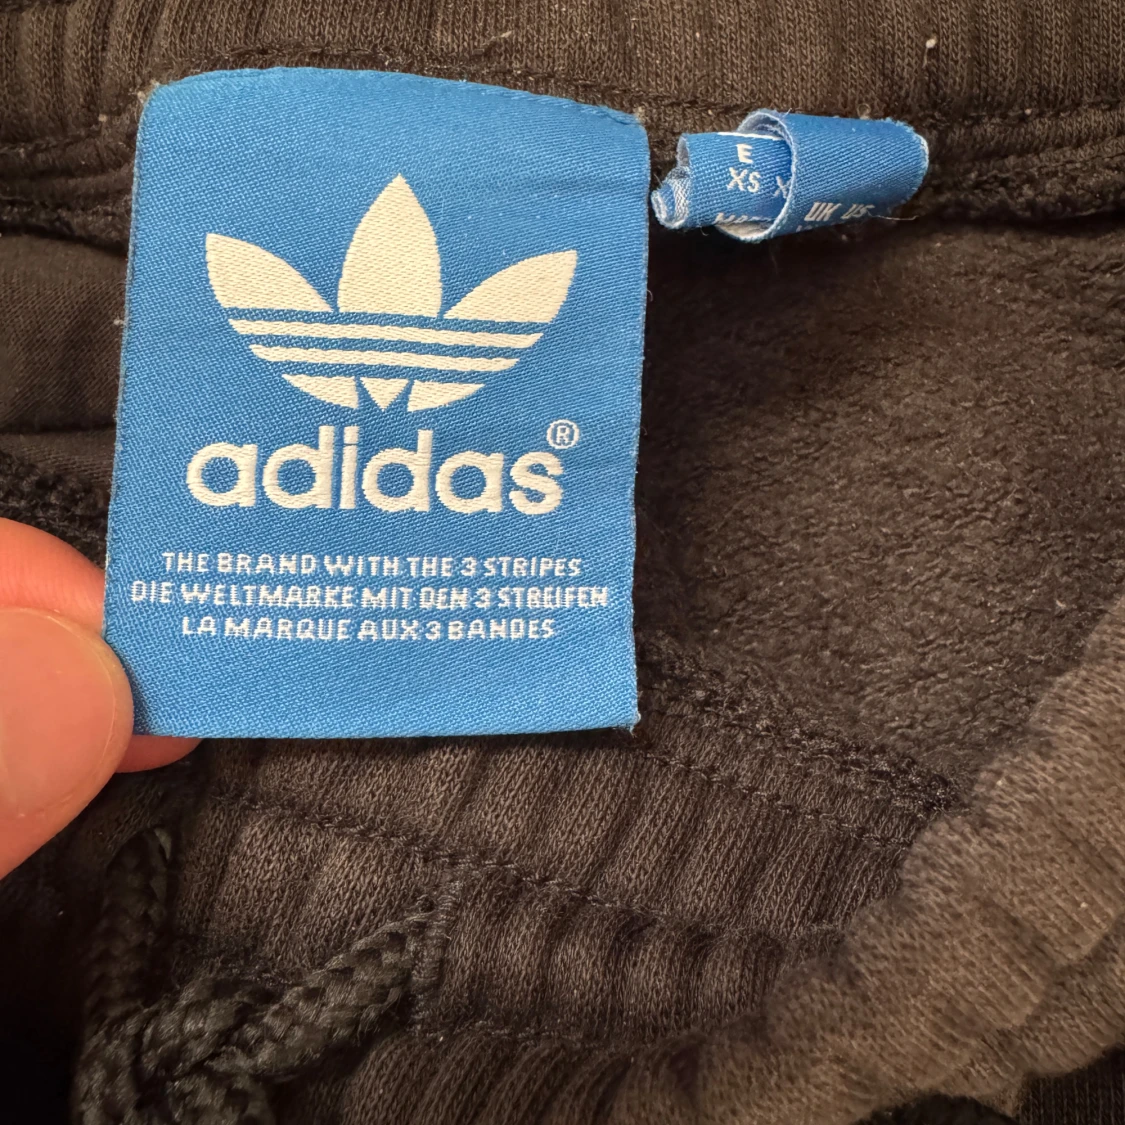 adidas®
THE BRAND WITH THE 3 STRIPES
DIE WELTMARKE MIT DEN 3 STREIFEN
LA MARQUE AUX 3 BANDES
E
XS X
UK US